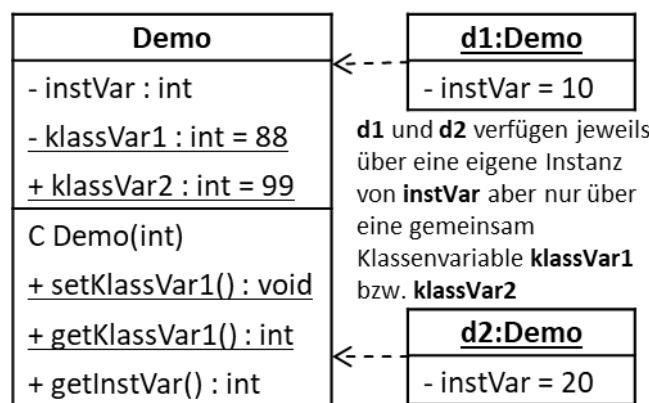 Demo
- instVar : int
- klassVar1 : int = 88
+ klassVar2 : int = 99
C Demo(int)
+ setKlassVar1() : void
+ getKlassVar1() : int
+ getInstVar() : int
d1:Demo
- instVar = 10
d1 und d2 verfügen jeweils
über eine eigene Instanz
von instVar aber nur über
eine gemeinsam
Klassenvariable klassVar1
bzw. klassVar2
d2:Demo
- instVar = 20